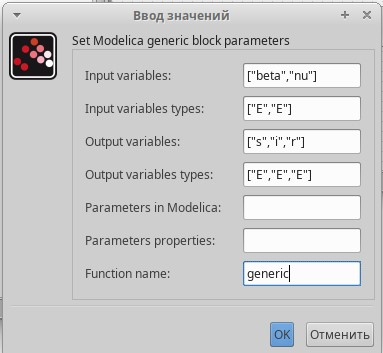 Ввод значений
Set Modelica generic block parameters
Input variables: ["beta","nu"]
Input variables types: ["E","E"]
Output variables: ["s","i","r"]
Output variables types: ["E","E","E"]
Parameters in Modelica:
Parameters properties:
Function name: generic
OK Отменить